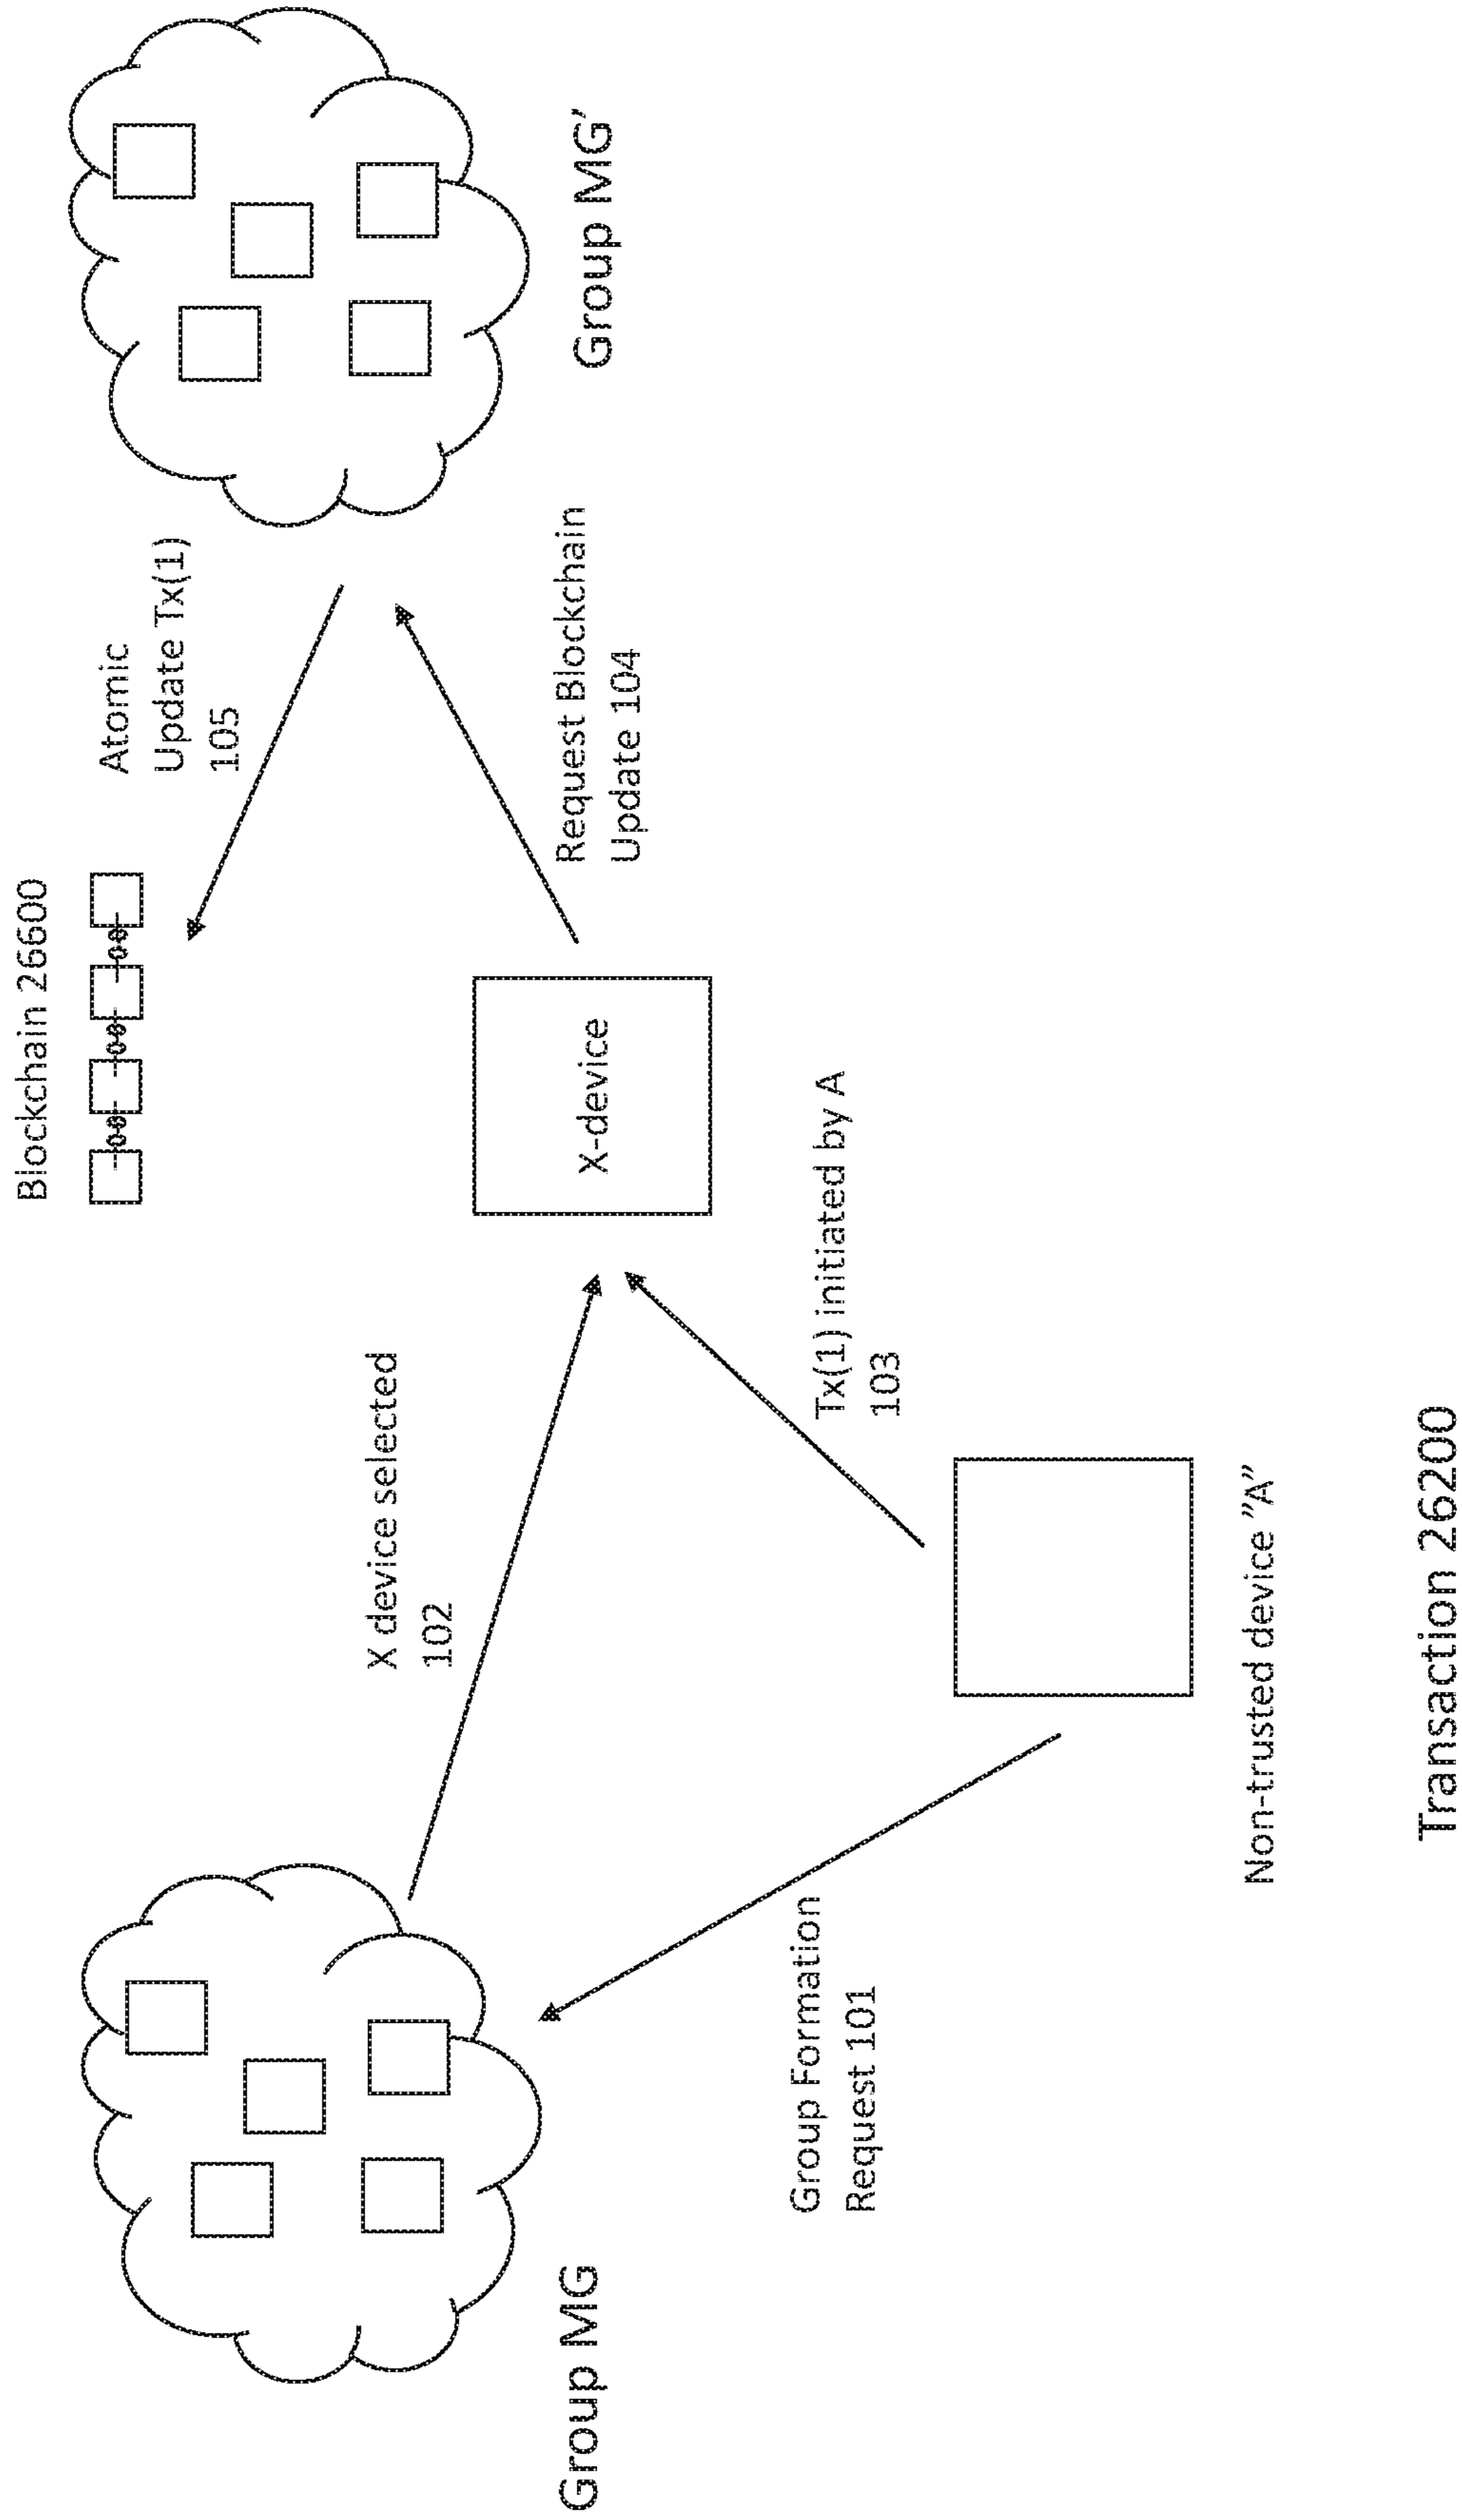 Blockchain 26600
Atomic
Update Tx(1)
105
X device selected
102
X-device
Request Blockchain
Update 104
Group MG
Group MG'
Group Formation
Request 101
Tx(1) initiated by A
103
Non-trusted device ”A”
Transaction 26200